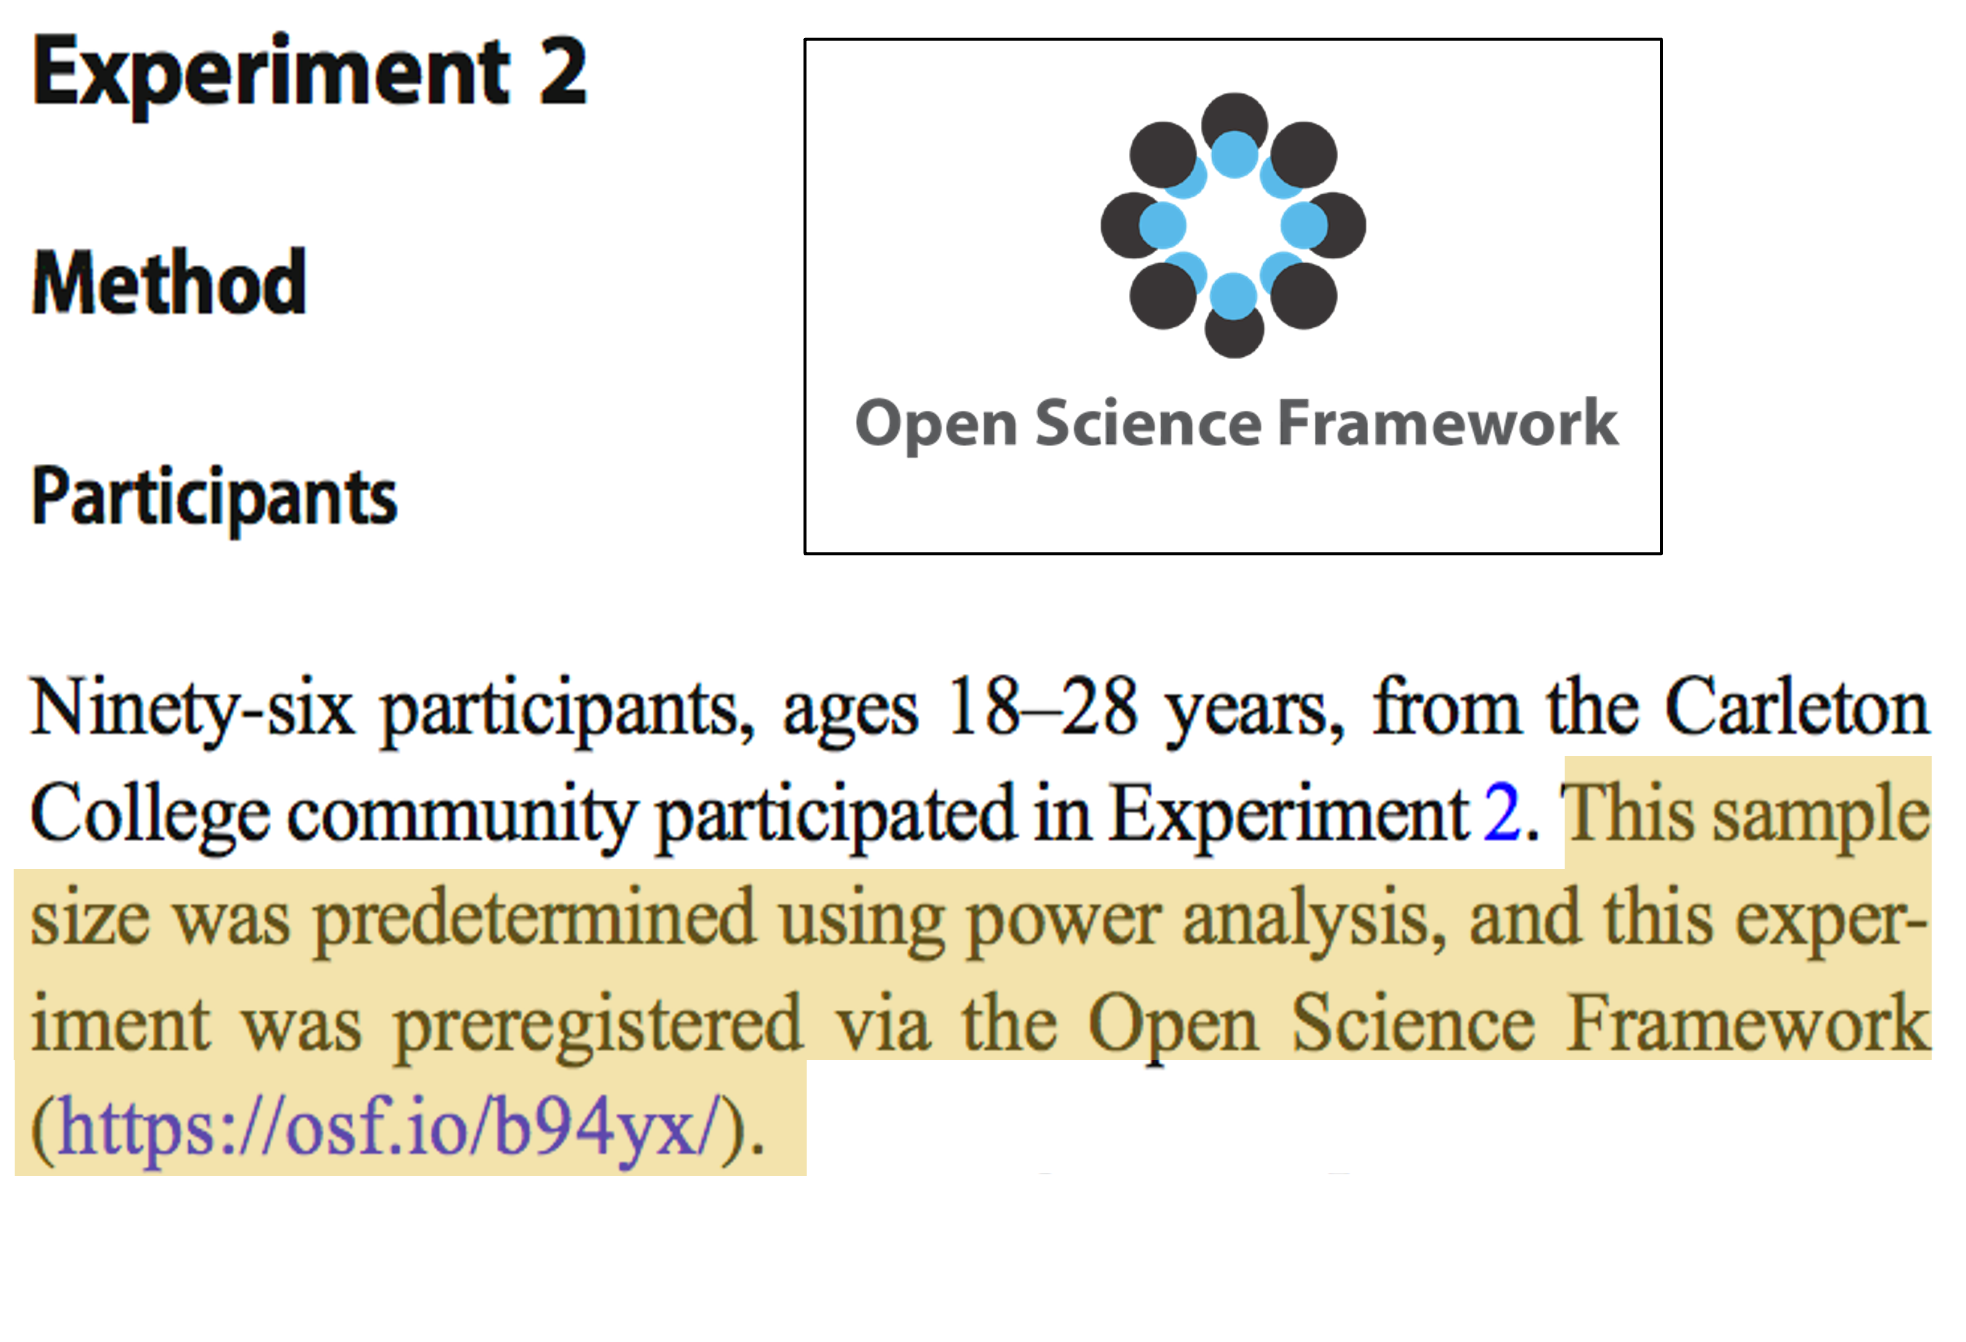 Experiment 2
Method
Open Science Framework
Participants
Ninety-six participants, ages 18–28 years, from the Carleton
College community participated in Experiment 2. This sample
size was predetermined using power analysis, and this exper-
iment was preregistered via the Open Science Framework
(https://osf.io/b94yx/).